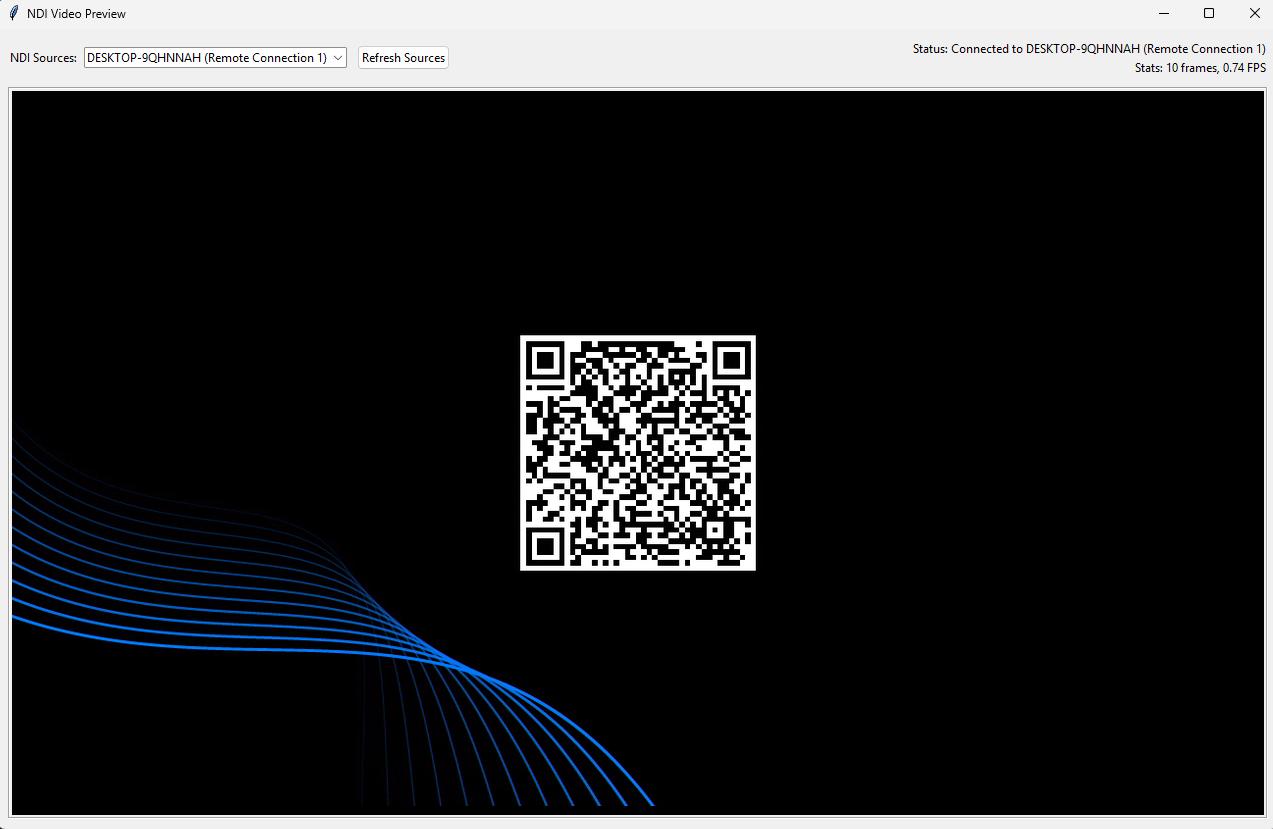 NDI Video Preview
NDI Sources: DESKTOP-9QHNNAH (Remote Connection 1) Refresh Sources
Status: Connected to DESKTOP-9QHNNAH (Remote Connection 1)
Stats: 10 frames, 0.74 FPS